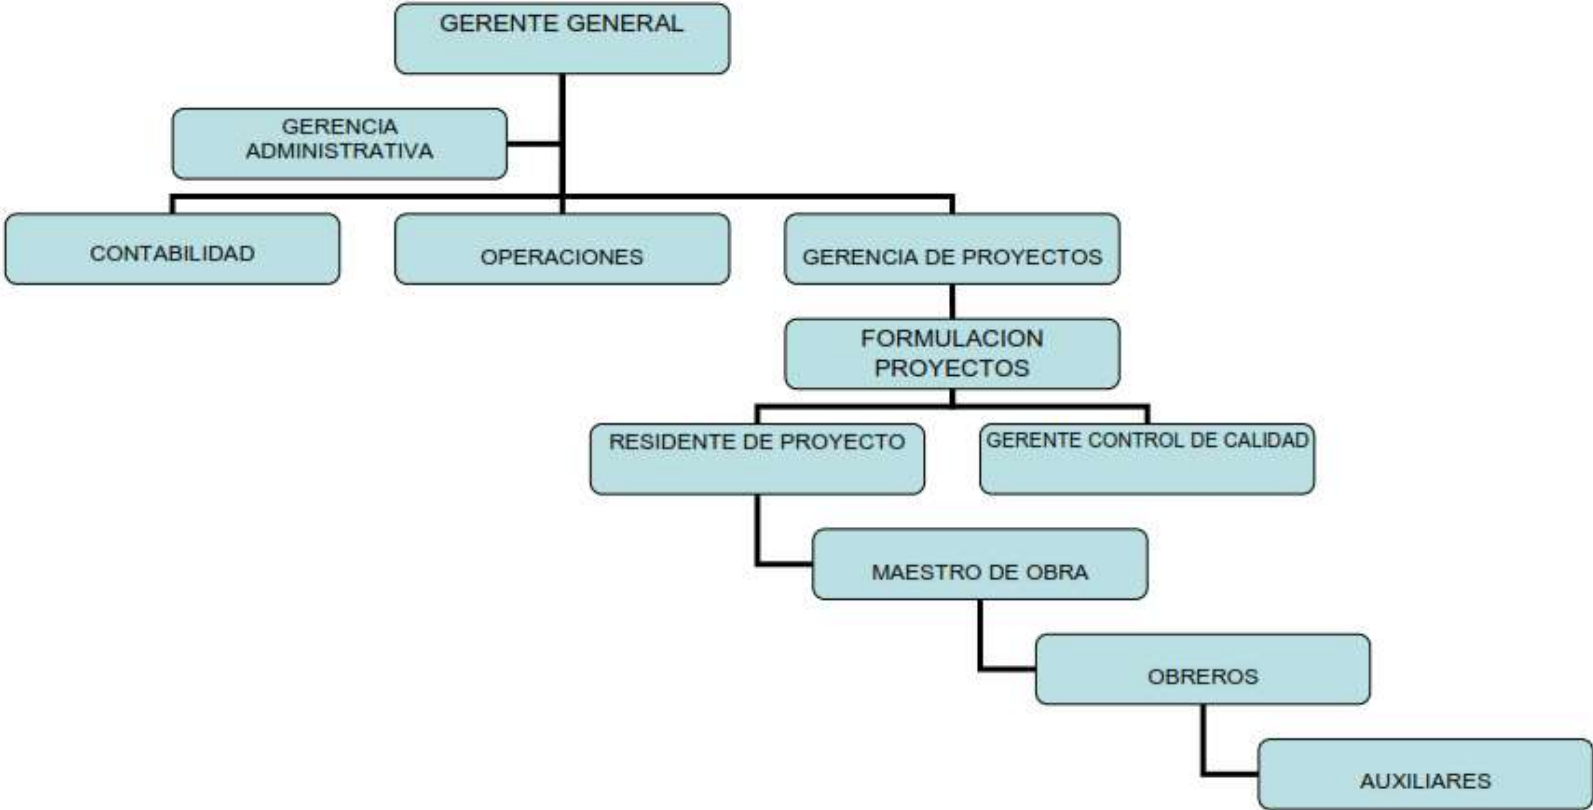 GERENTE GENERAL
GERENCIA
ADMINISTRATIVA
CONTABILIDAD
OPERACIONES
GERENCIA DE PROYECTOS
FORMULACION
PROYECTOS
RESIDENTE DE PROYECTO
GERENTE CONTROL DE CALIDAD
MAESTRO DE OBRA
OBREROS
AUXILIARES